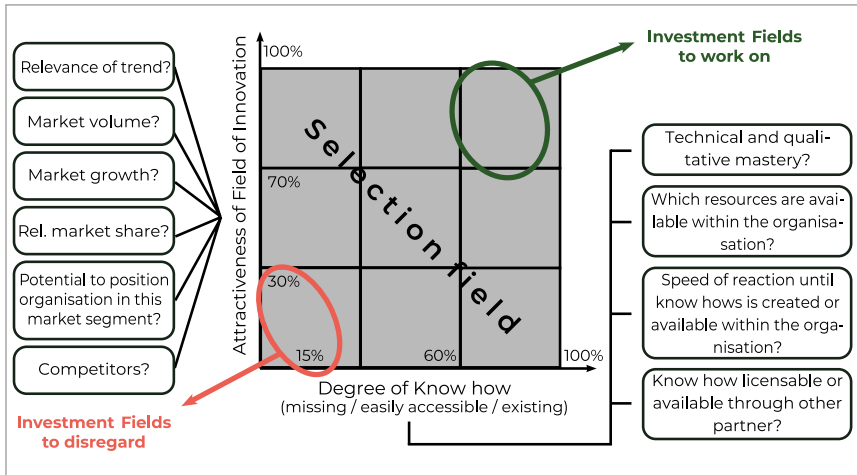 Relevance of trend?
Market volume?
Market growth?
Rel. market share?
Potential to position
organisation in this
market segment?
Competitors?
Investment Fields
to disregard
Attractiveness of Field of Innovation
100%
70%
30%
15%
60%
100%
Selection field
Degree of Know how
(missing / easily accessible / existing)
Investment Fields
to work on
Technical and quali-
tative mastery?
Which resources are avai-
lable within the organisa-
sation?
Speed of reaction until
know hows is created or
available within the orga-
nisation?
Know how licensable or
available through other
partner?